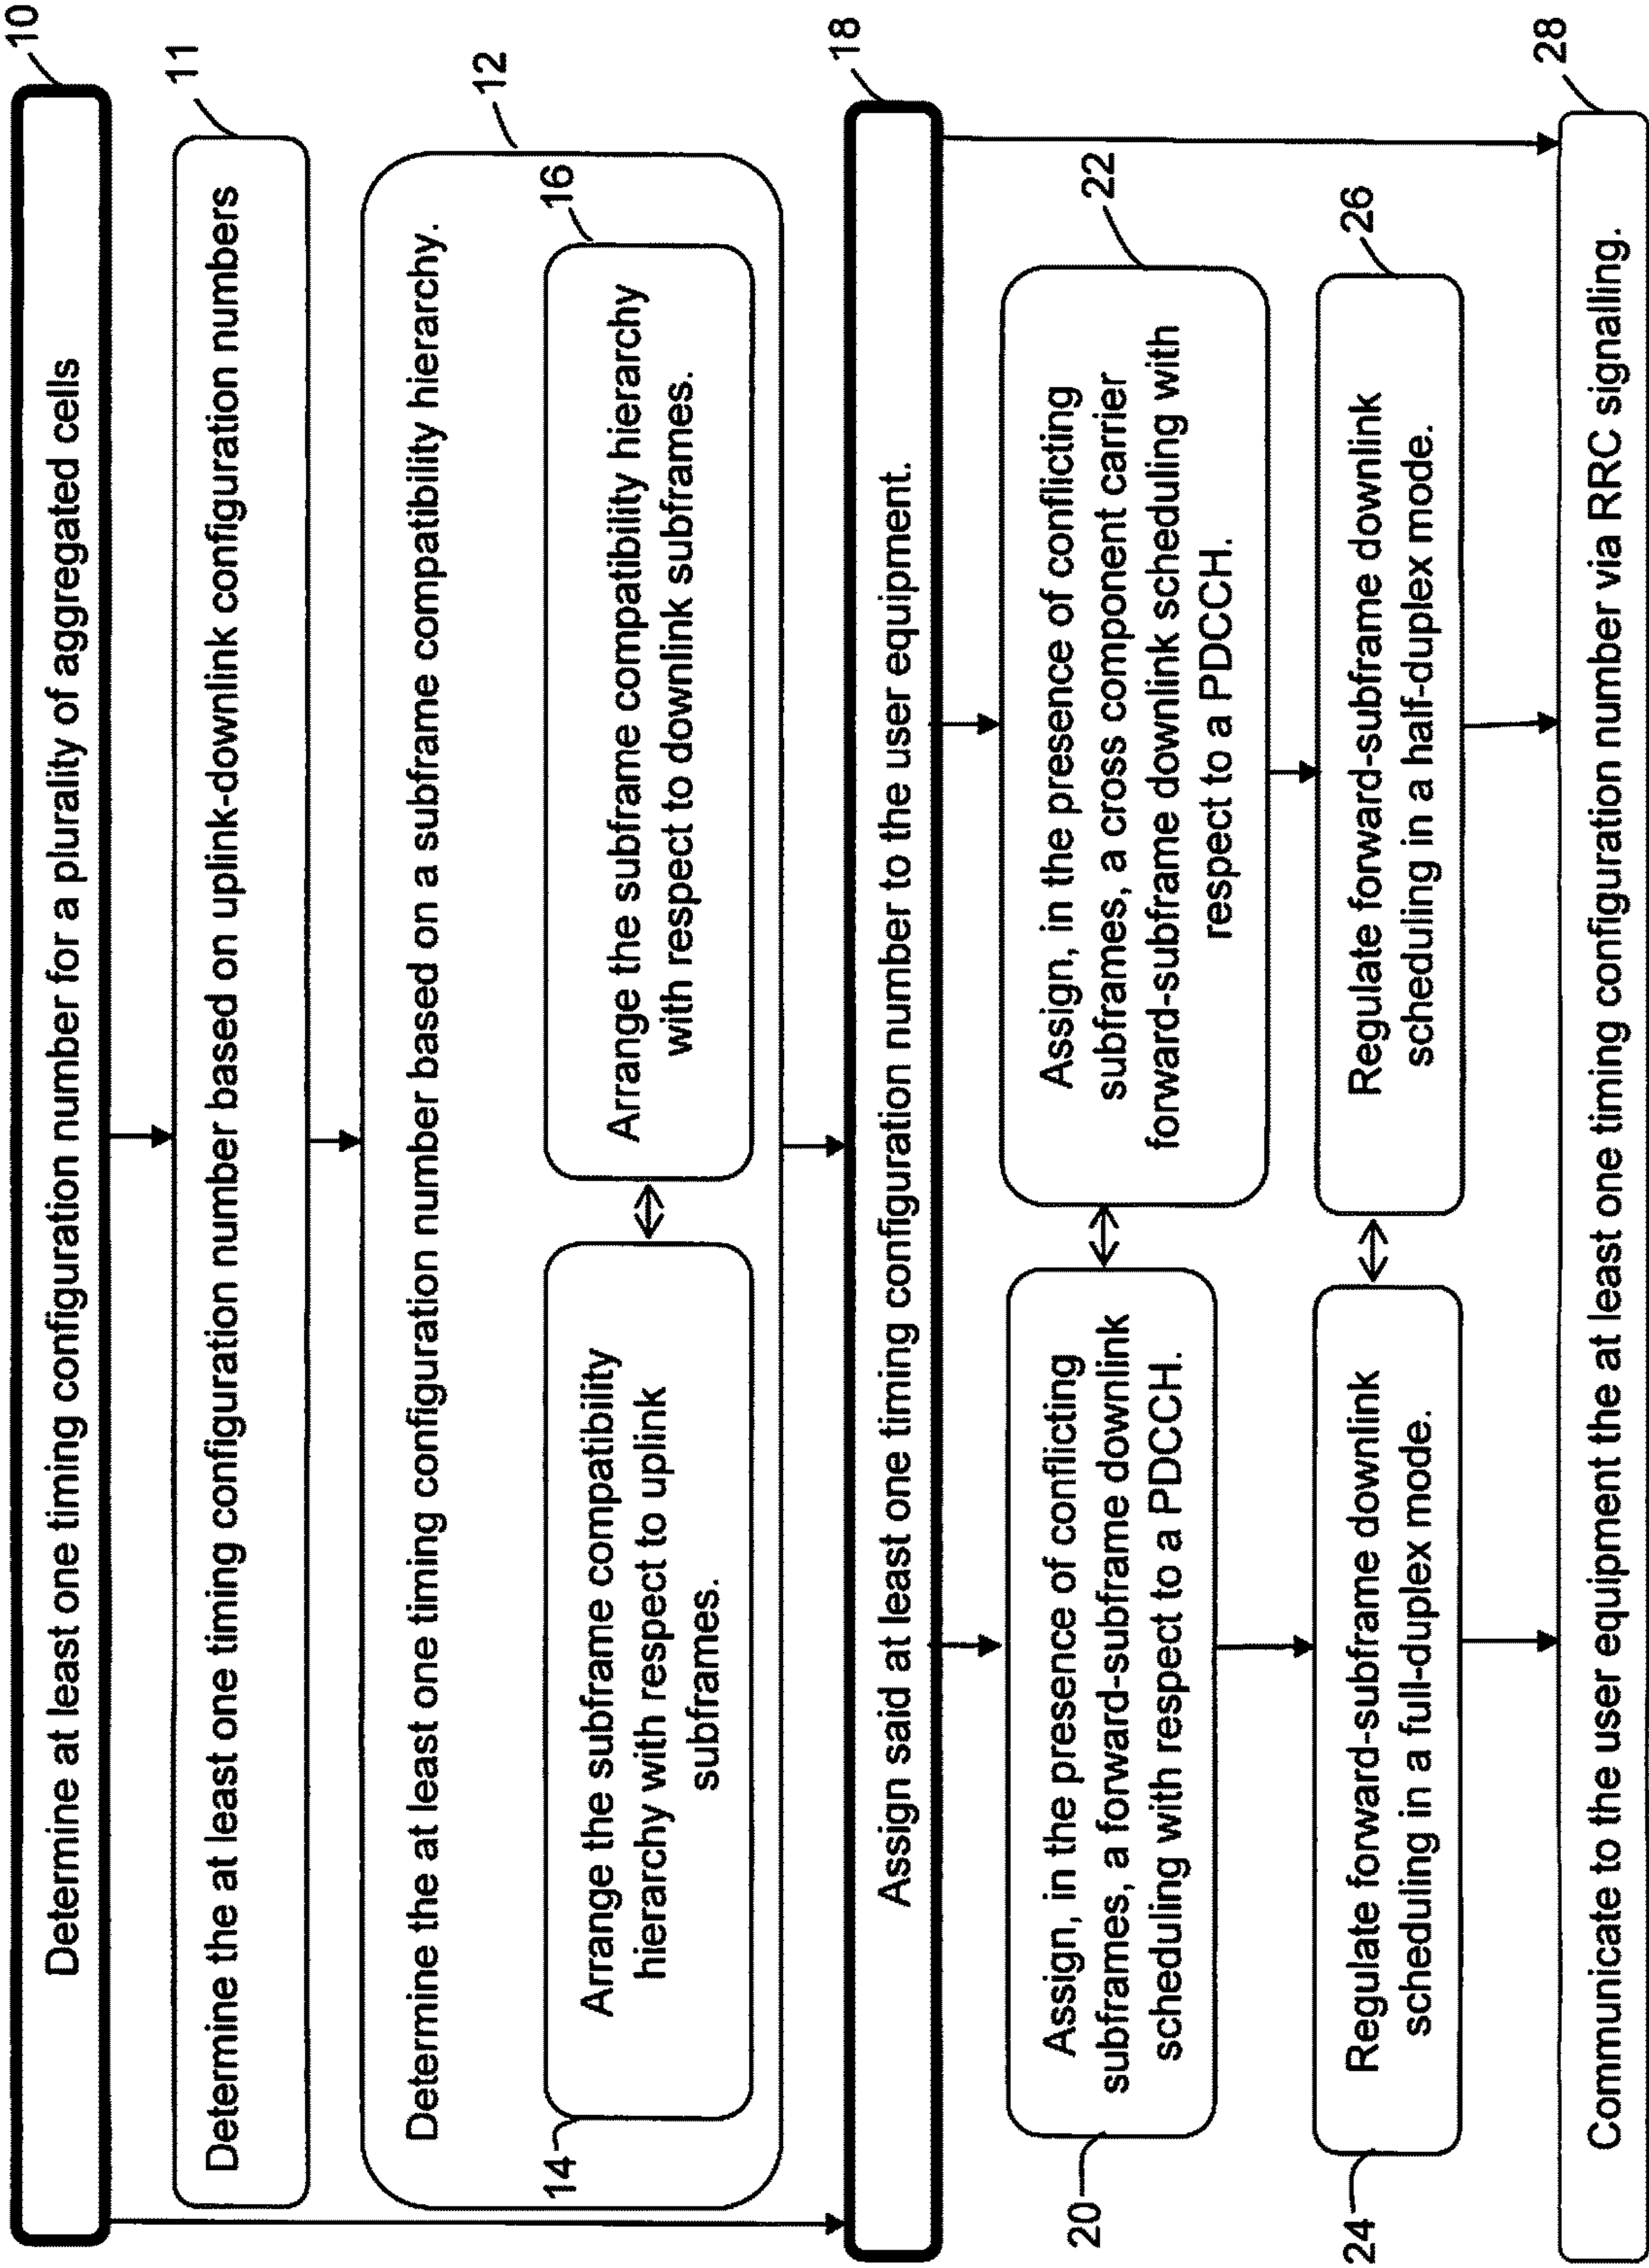 10
Determine at least one timing configuration number for a plurality of aggregated cells
11
Determine the at least one timing configuration number based on uplink-downlink configuration numbers
12
Determine the at least one timing configuration number based on a subframe compatibility hierarchy.
14
Arrange the subframe compatibility
hierarchy with respect to uplink
subframes.
16
Arrange the subframe compatibility hierarchy
with respect to downlink subframes.
18
Assign said at least one timing configuration number to the user equipment.
20
Assign, in the presence of conflicting
subframes, a forward-subframe downlink
scheduling with respect to a PDCCH.
22
Assign, in the presence of conflicting
subframes, a cross component carrier
forward-subframe downlink scheduling with
respect to a PDCCH.
24
Regulate forward-subframe downlink
scheduling in a full-duplex mode.
26
Regulate forward-subframe downlink
scheduling in a half-duplex mode.
28
Communicate to the user equipment the at least one timing configuration number via RRC signalling.